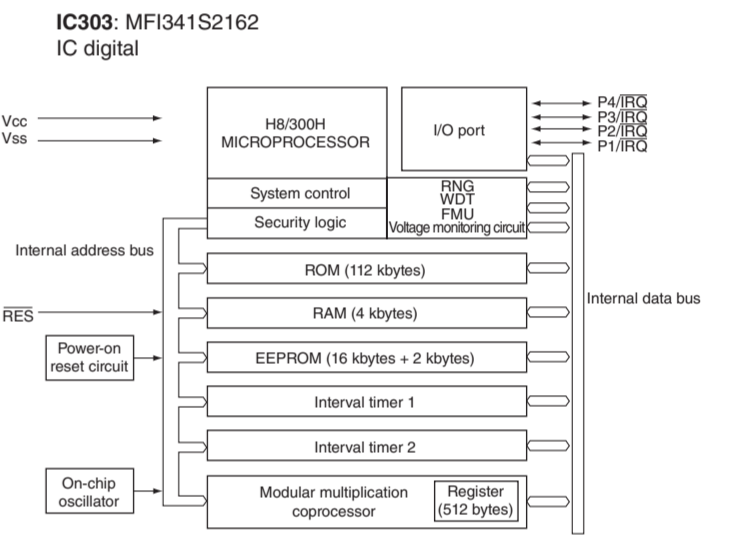 IC303: MFI341S2162
IC digital
Vcc
Vss
H8/300H
MICROPROCESSOR
I/O port
P4/IRQ
P3/IRQ
P2/IRQ
P1/IRQ
System control
Security logic
RNG
WDT
FMU
Voltage monitoring circuit
Internal address bus
ROM (112 kbytes)
Internal data bus
RES
RAM (4 kbytes)
Power-on
reset circuit
EEPROM (16 kbytes + 2 kbytes)
Interval timer 1
Interval timer 2
On-chip
oscillator
Modular multiplication
coprocessor
Register
(512 bytes)